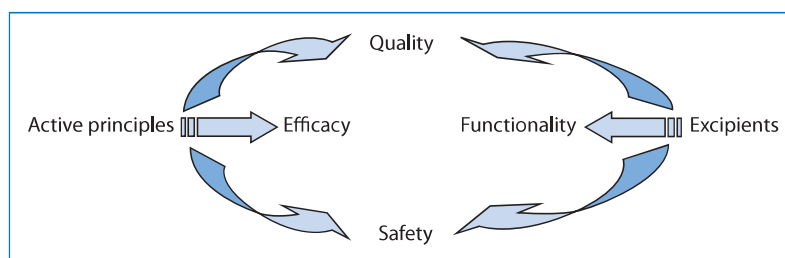 Quality
Active principles Efficacy Functionality Excipients
Safety